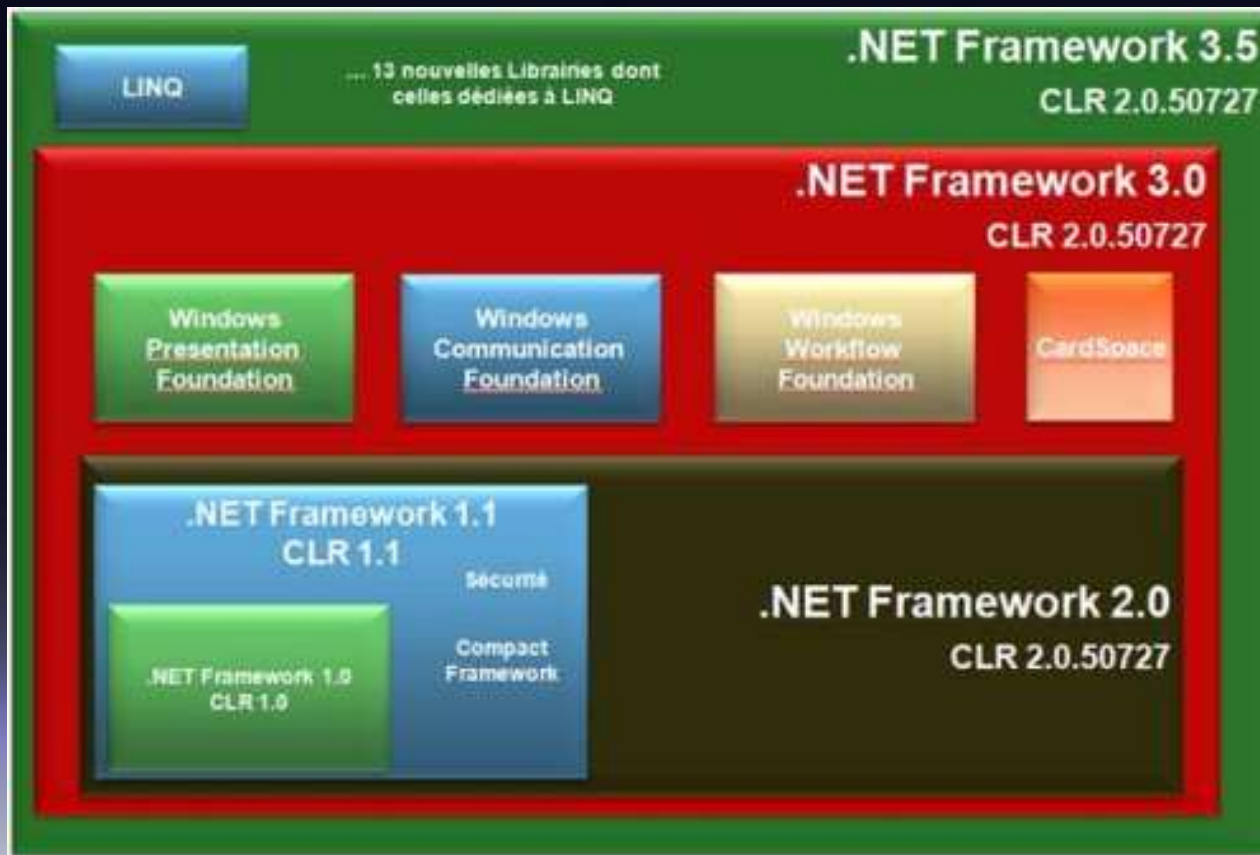 LINQ
... 13 nouvelles Librairies dont
celles dédiées à LINQ
.NET Framework 3.5
CLR 2.0.50727
.NET Framework 3.0
CLR 2.0.50727
Windows
Presentation
Foundation
Windows
Communication
Foundation
Windows
Workflow
Foundation
CardSpace
.NET Framework 1.1
CLR 1.1
Sécurité
Compact
Framework
.NET Framework 1.0
CLR 1.0
.NET Framework 2.0
CLR 2.0.50727